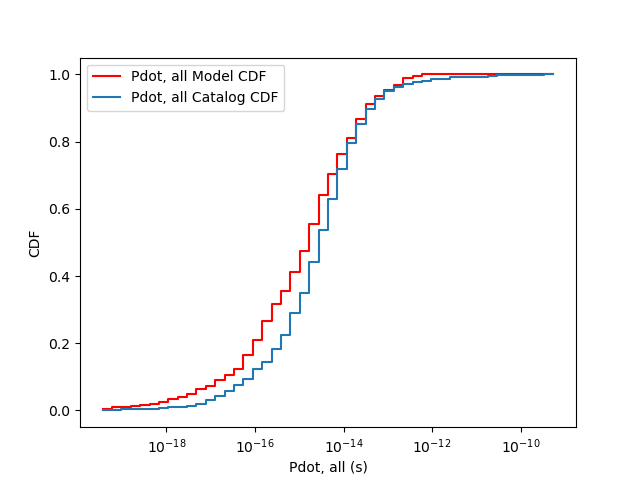 Pdot, all Model CDF
Pdot, all Catalog CDF
1.0
0.8
0.6
0.4
0.2
0.0
CDF
10⁻¹⁸ 10⁻¹⁶ 10⁻¹⁴ 10⁻¹² 10⁻¹⁰
Pdot, all (s)